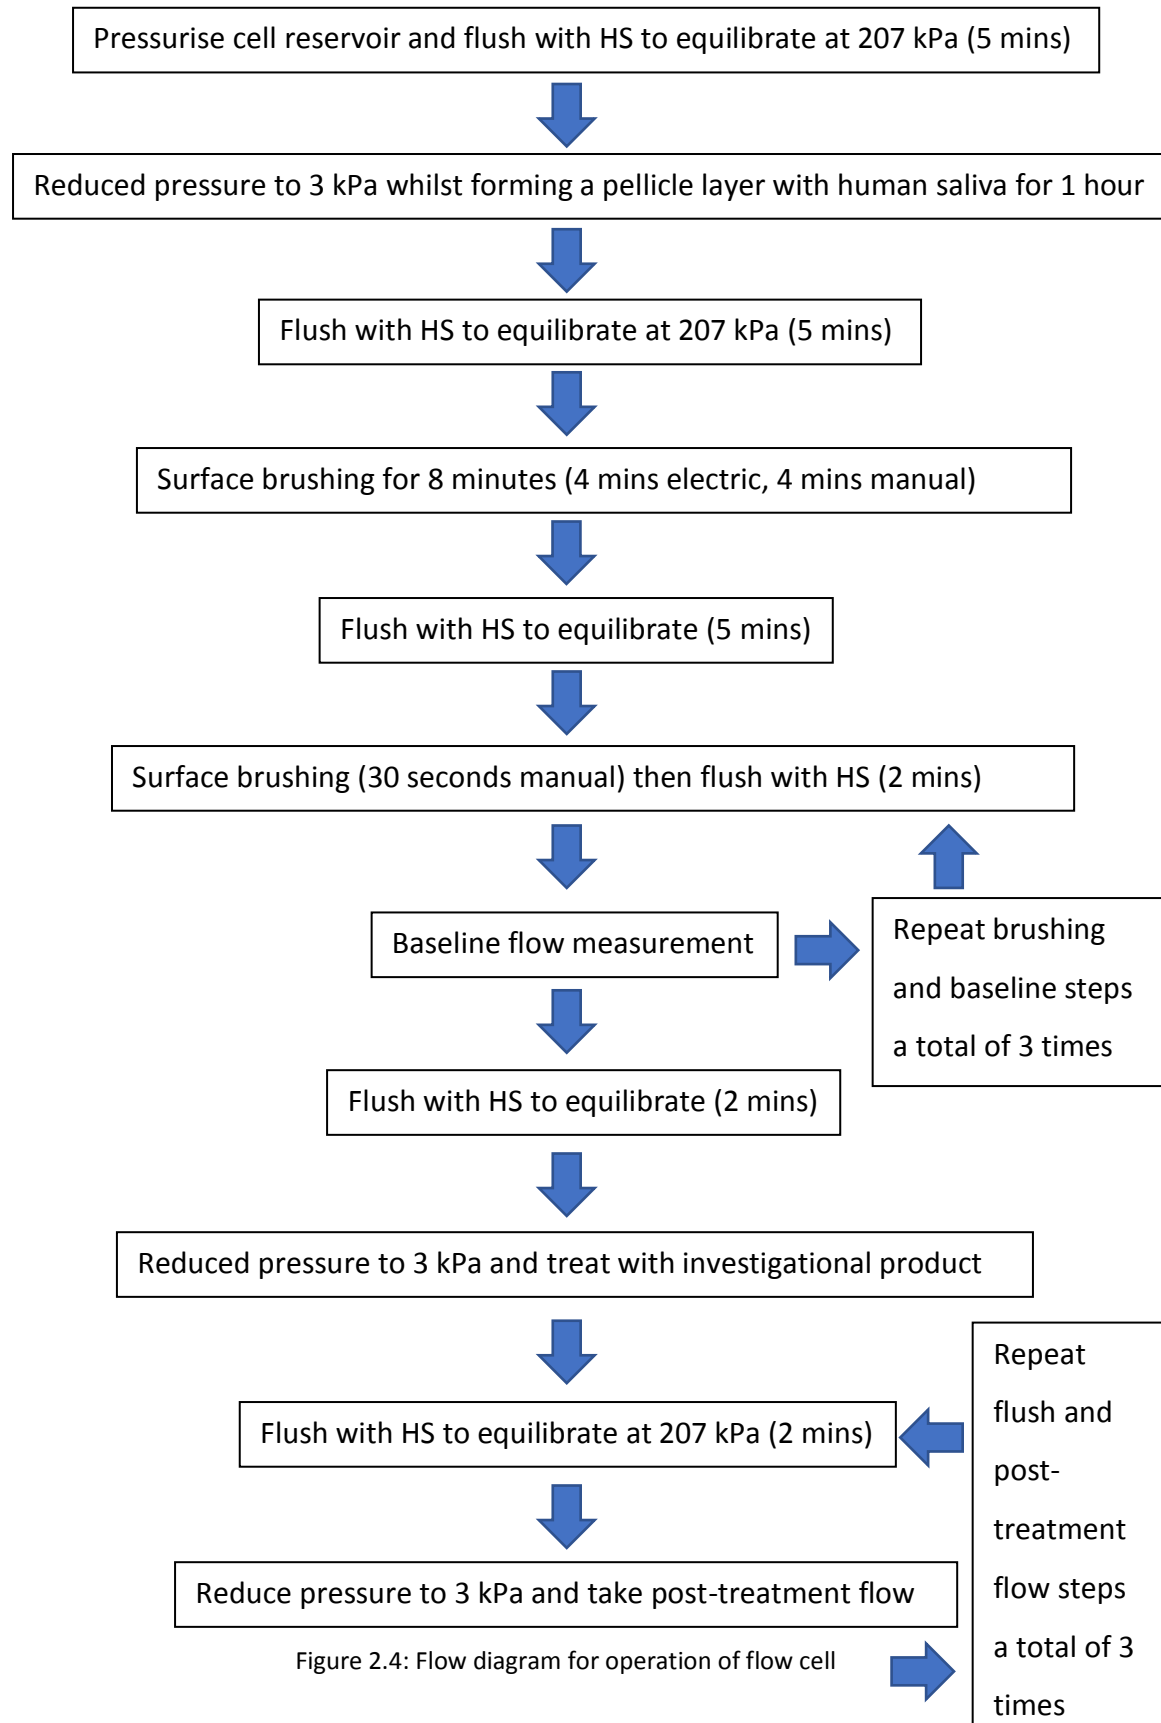 Pressurise cell reservoir and flush with HS to equilibrate at 207 kPa (5 mins)
Reduced pressure to 3 kPa whilst forming a pellicle layer with human saliva for 1 hour
Flush with HS to equilibrate at 207 kPa (5 mins)
Surface brushing for 8 minutes (4 mins electric, 4 mins manual)
Flush with HS to equilibrate (5 mins)
Surface brushing (30 seconds manual) then flush with HS (2 mins)
Baseline flow measurement
Repeat brushing
and baseline steps
a total of 3 times
Flush with HS to equilibrate (2 mins)
Reduced pressure to 3 kPa and treat with investigational product
Flush with HS to equilibrate at 207 kPa (2 mins)
Reduce pressure to 3 kPa and take post-treatment flow
Repeat
flush and
post-
treatment
flow steps
a total of 3
times
Figure 2.4: Flow diagram for operation of flow cell